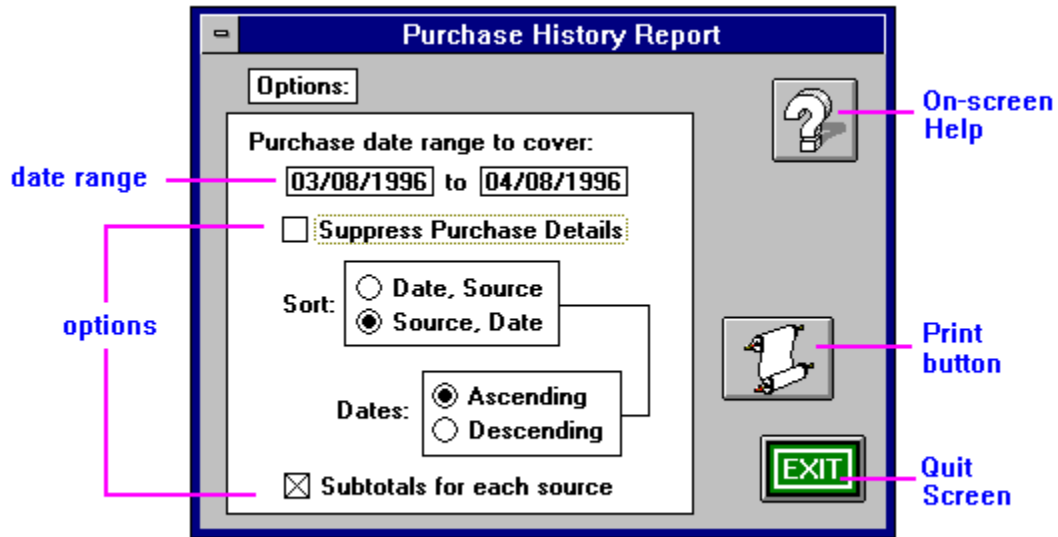 Purchase History Report
Options:
On-screen
Help
Purchase date range to cover:
date range
03/08/1996 to 04/08/1996
Suppress Purchase Details
options
Sort:
Date, Source
Source, Date
Print
button
Dates:
Ascending
Descending
EXIT
Quit
Screen
Subtotals for each source